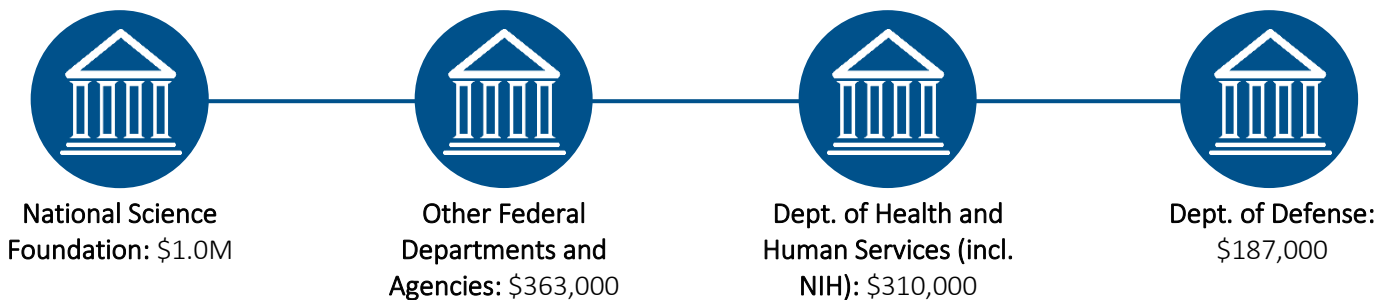 National Science
Foundation: $1.0M
Other Federal
Departments and
Agencies: $363,000
Dept. of Health and
Human Services (incl.
NIH): $310,000
Dept. of Defense:
$187,000